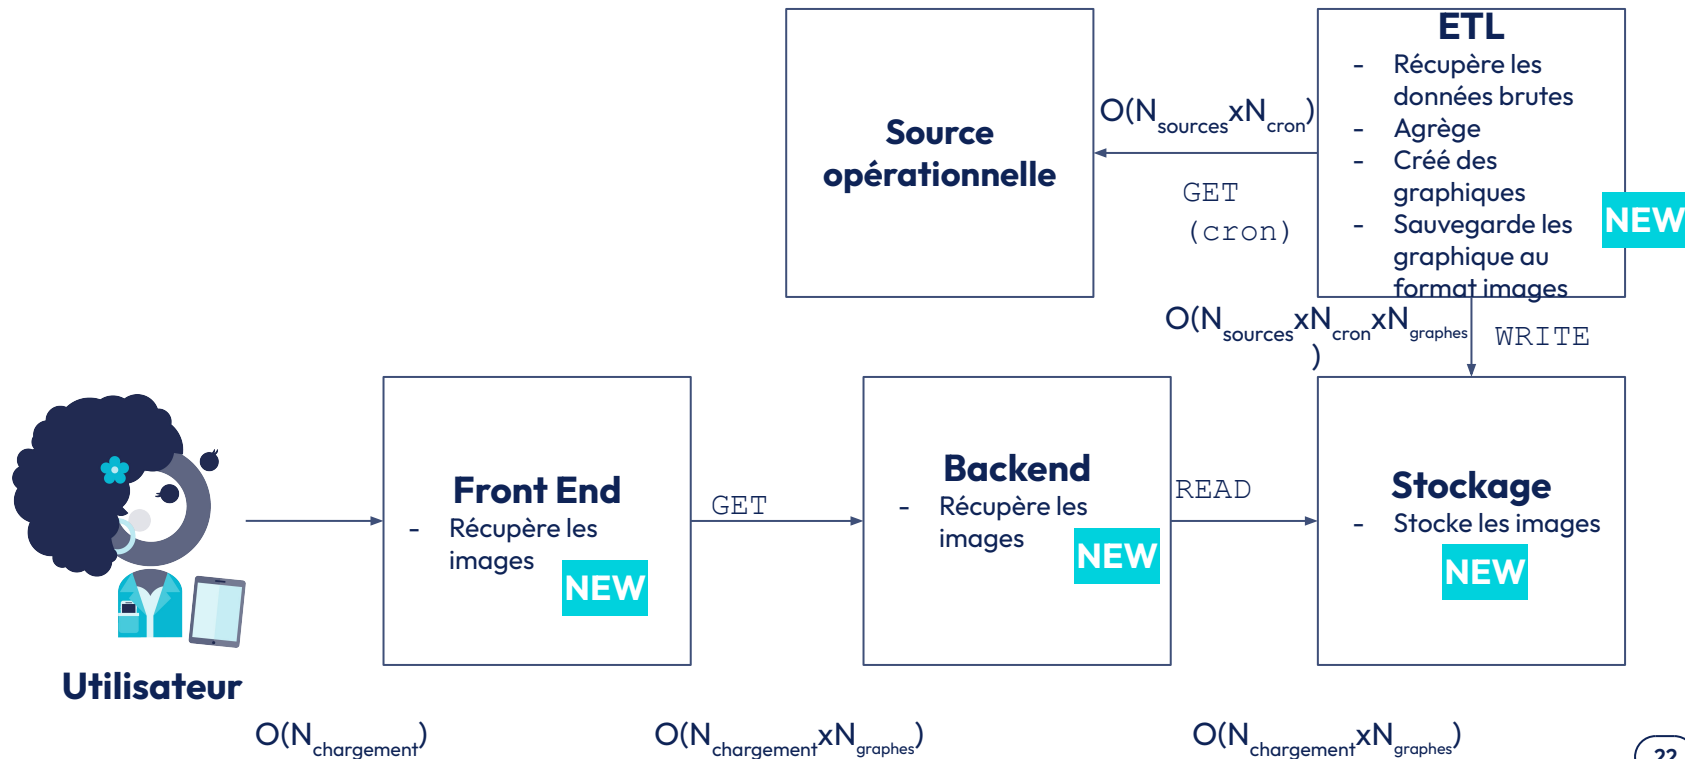 Source
opérationnelle
O(NsourcesxNcron)
GET
(cron)
ETL
- Récupère les
données brutes
- Agrège
- Créé des
graphiques
- Sauvegarde les
graphique au
format images
NEW
O(NsourcesxNcronxNgraphes
)
WRITE
Utilisateur
Front End
- Récupère les
images
NEW
GET
Backend
- Récupère les
images
NEW
READ
Stockage
- Stocke les images
NEW
O(Nchargement)
O(NchargementxNgraphes)
O(NchargementxNgraphes)
22